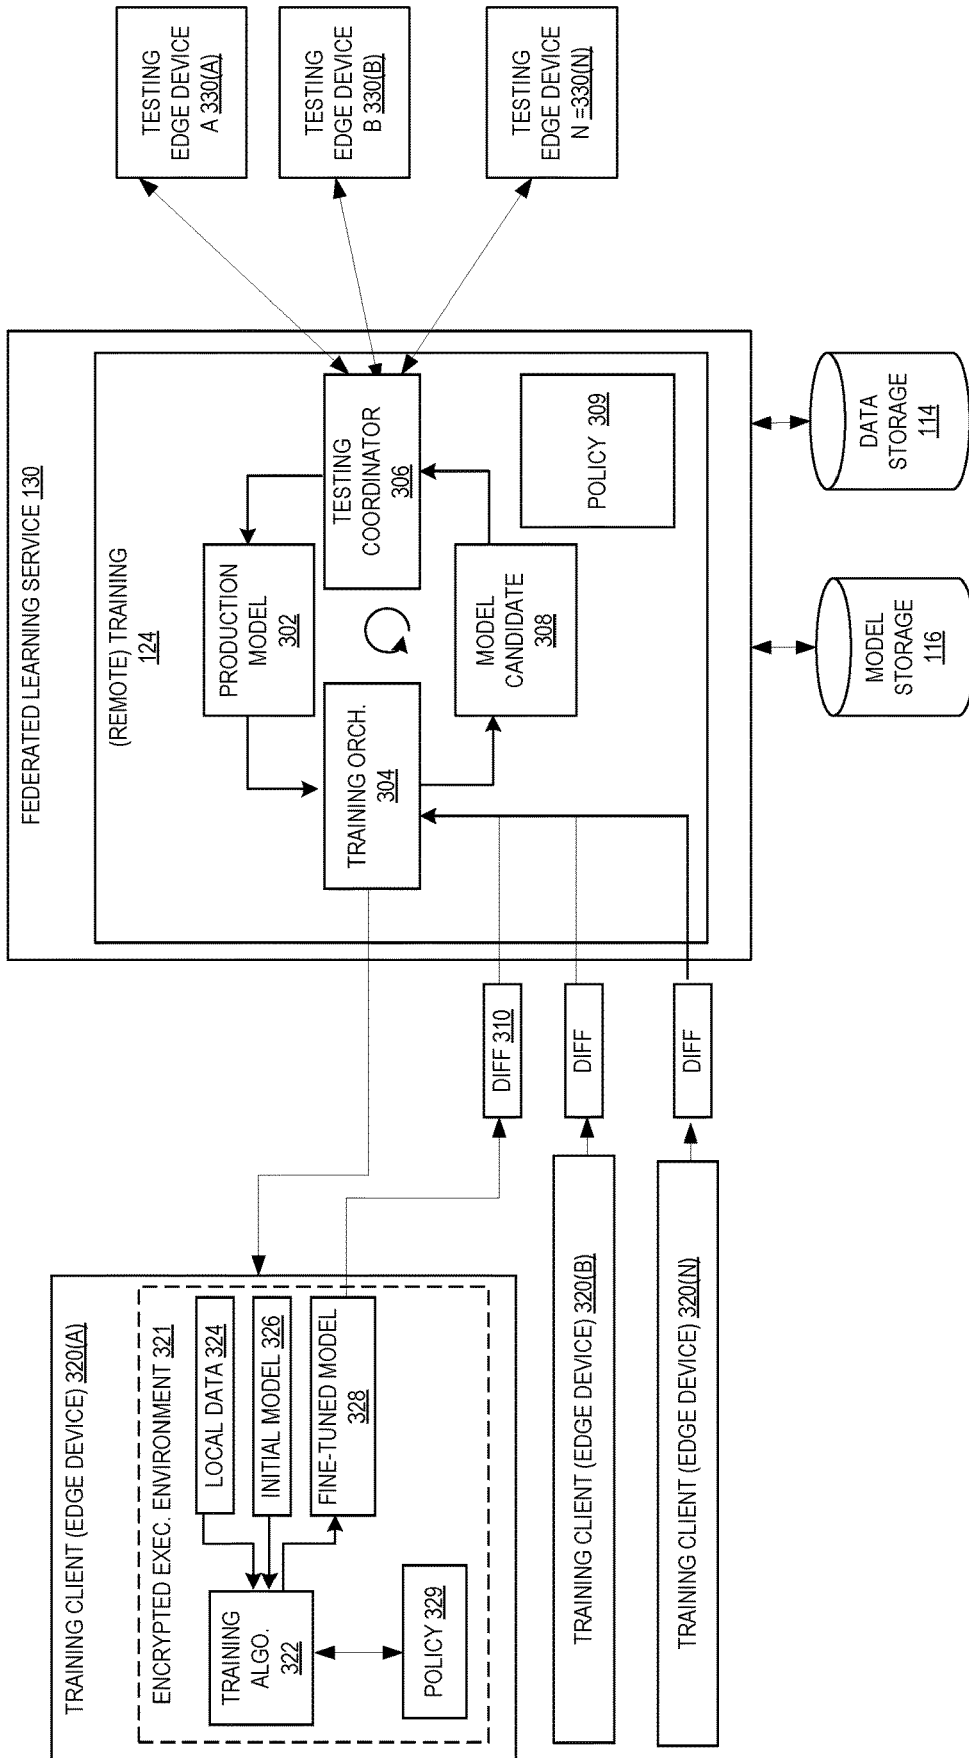 TRAINING CLIENT (EDGE DEVICE) 320(A)
ENCRYPTED EXEC. ENVIRONMENT 321
TRAINING
ALGO.
322
LOCAL DATA 324
INITIAL MODEL 326
FINE-TUNED MODEL
328
POLICY 329
TRAINING CLIENT (EDGE DEVICE) 320(B)
TRAINING CLIENT (EDGE DEVICE) 320(N)
DIFF 310
DIFF
DIFF
FEDERATED LEARNING SERVICE 130
(REMOTE) TRAINING
124
PRODUCTION
MODEL
302
TRAINING ORCH.
304
TESTING
COORDINATOR
306
MODEL
CANDIDATE
308
POLICY 309
MODEL
STORAGE
116
DATA
STORAGE
114
TESTING
EDGE DEVICE
A 330(A)
TESTING
EDGE DEVICE
B 330(B)
TESTING
EDGE DEVICE
N =330(N)